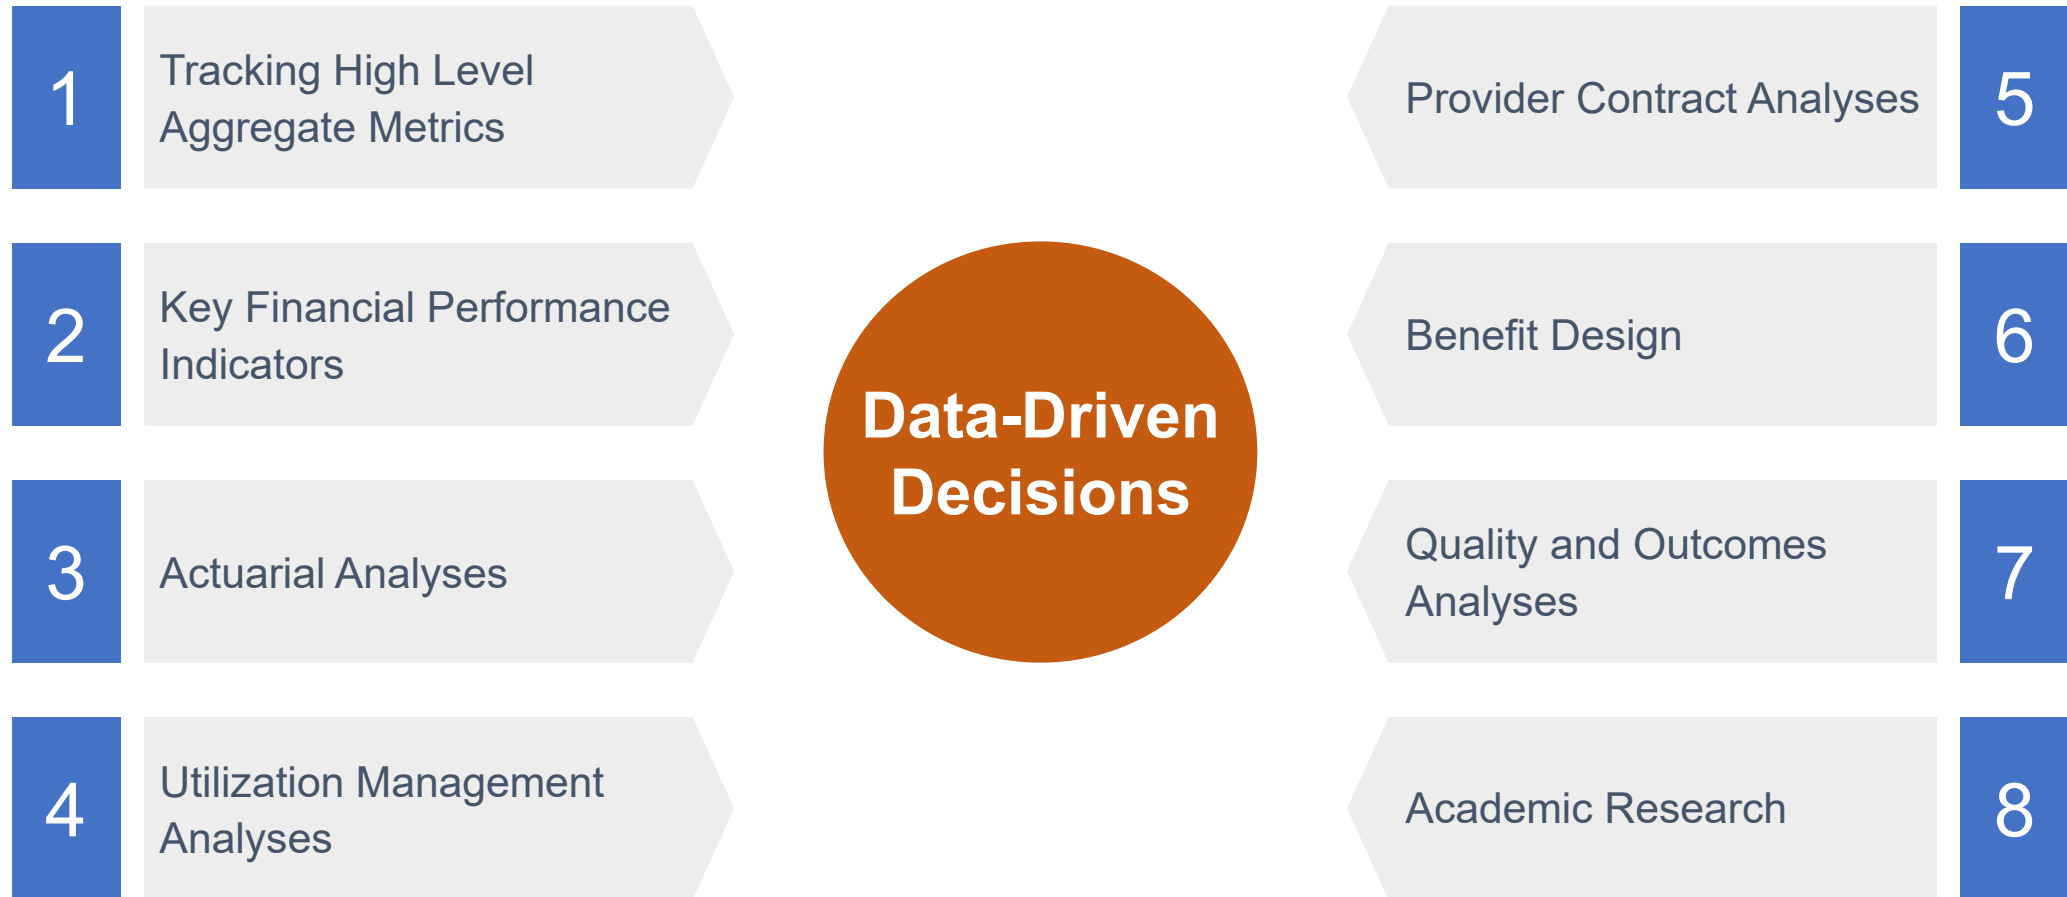 1
Tracking High Level
Aggregate Metrics
2
Key Financial Performance
Indicators
3
Actuarial Analyses
4
Utilization Management
Analyses
Data-Driven
Decisions
Provider Contract Analyses
5
Benefit Design
6
Quality and Outcomes
Analyses
7
Academic Research
8